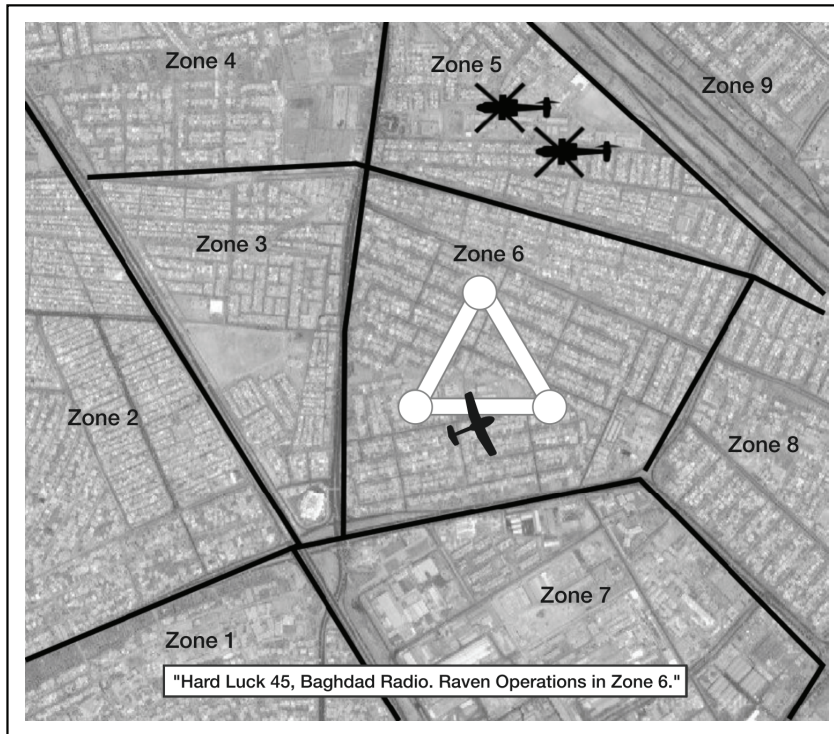 Zone 4
Zone 5
Zone 9
Zone 3
Zone 6
Zone 2
Zone 8
Zone 7
Zone 1
"Hard Luck 45, Baghdad Radio. Raven Operations in Zone 6."